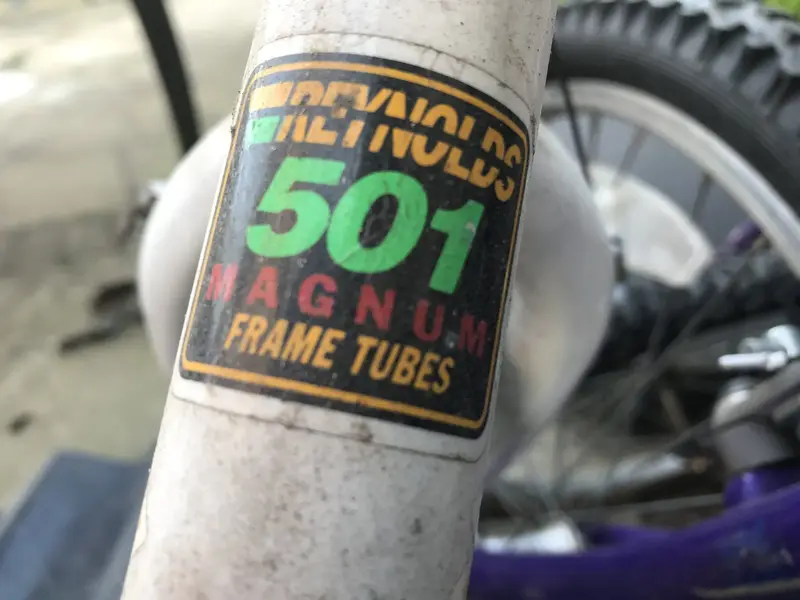 REYNOLDS
501
MAGNUM
FRAME TUBES